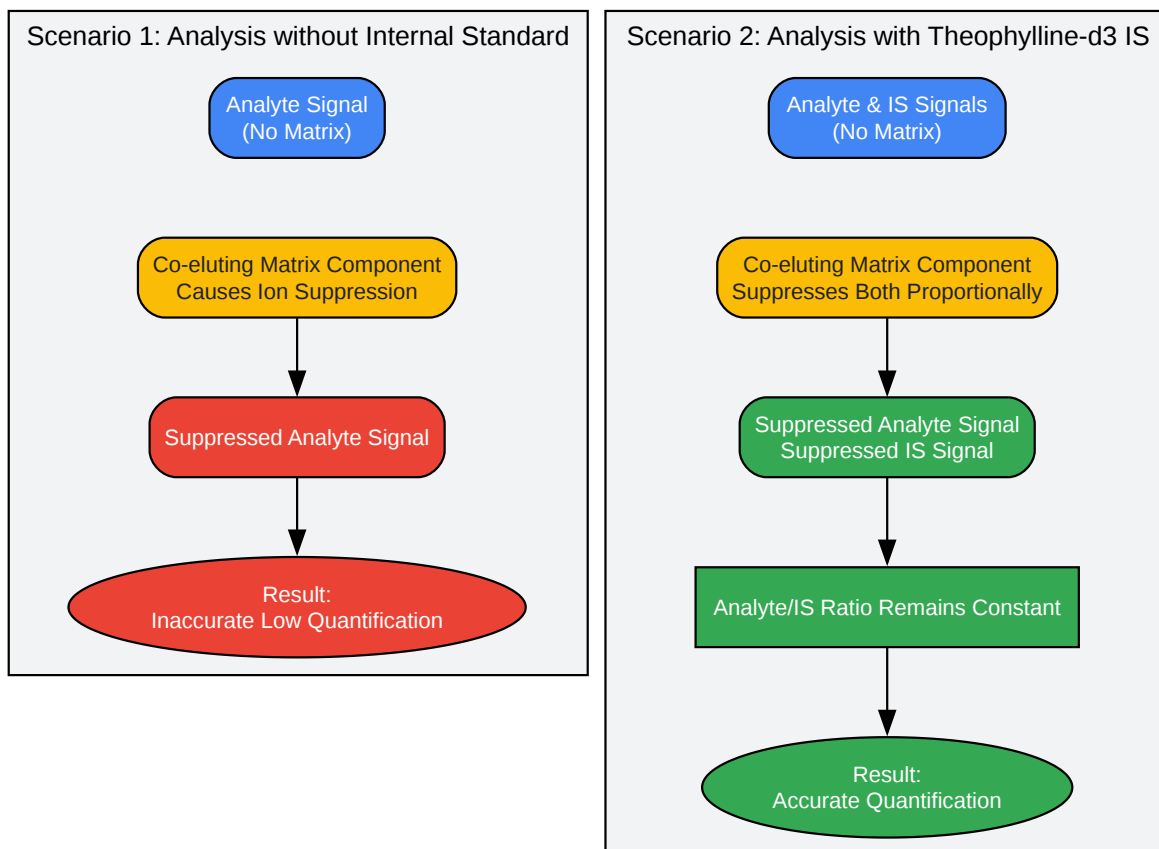 Scenario 1: Analysis without Internal Standard
Analyte Signal
(No Matrix)
Co-eluting Matrix Component
Causes Ion Suppression
Suppressed Analyte Signal
Result:
Inaccurate Low Quantification
Scenario 2: Analysis with Theophylline-d3 IS
Analyte & IS Signals
(No Matrix)
Co-eluting Matrix Component
Suppresses Both Proportionally
Suppressed Analyte Signal
Suppressed IS Signal
Analyte/IS Ratio Remains Constant
Result:
Accurate Quantification